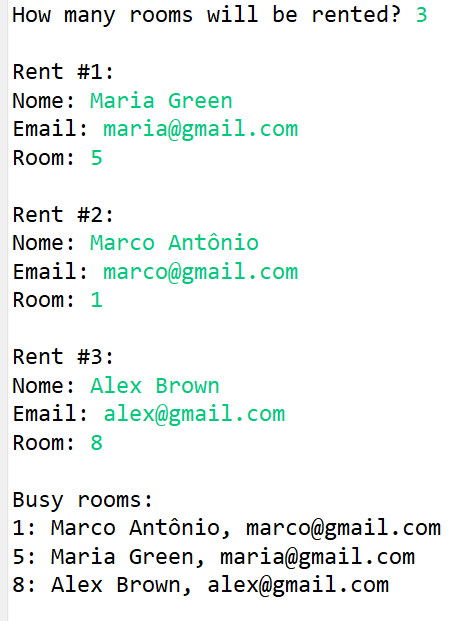 How many rooms will be rented? 3
Rent #1:
Nome: Maria Green
Email: maria@gmail.com
Room: 5
Rent #2:
Nome: Marco Antônio
Email: marco@gmail.com
Room: 1
Rent #3:
Nome: Alex Brown
Email: alex@gmail.com
Room: 8
Busy rooms:
1: Marco Antônio, marco@gmail.com
5: Maria Green, maria@gmail.com
8: Alex Brown, alex@gmail.com